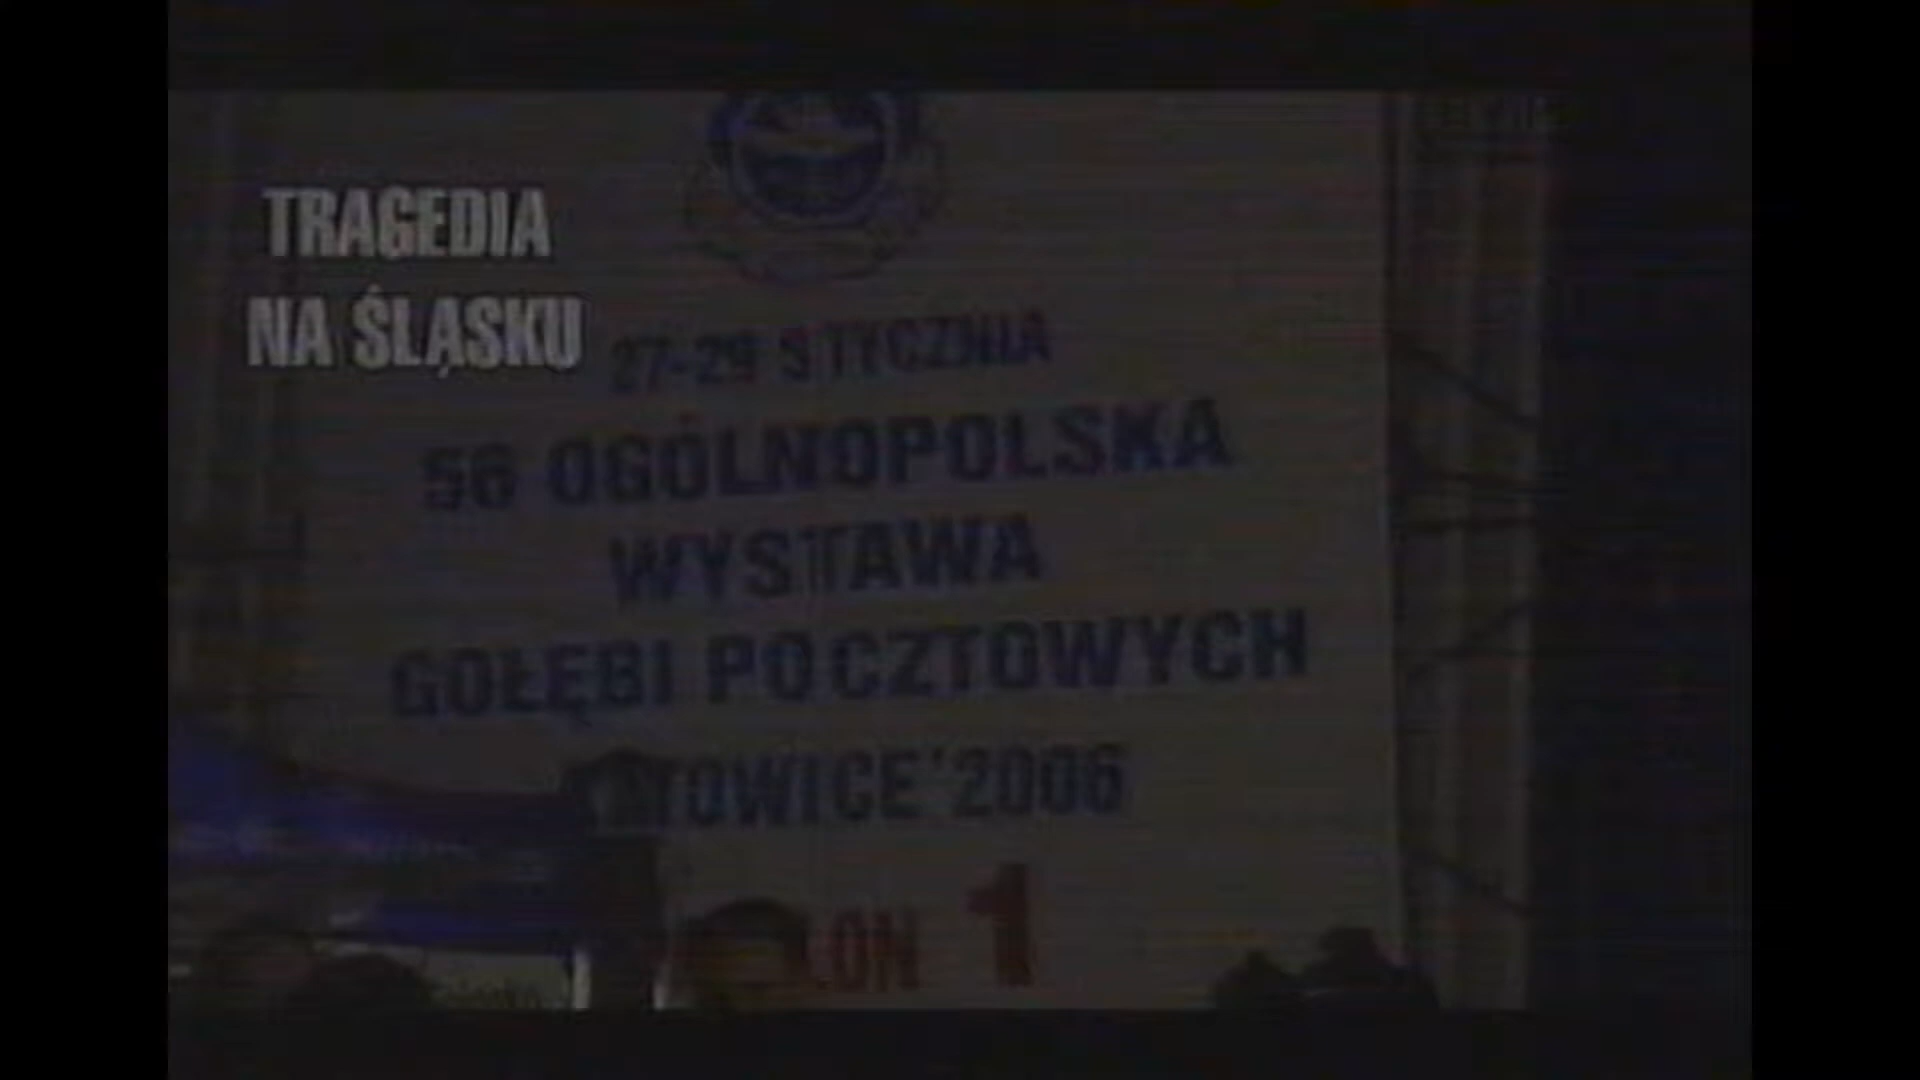 TRAGEDIA
NA ŚLĄSKU
27-29 STYCZNIA
56 OGÓLNOPOLSKA
WYSTAWA
GOŁĘBI POCZTOWYCH
'2006
1